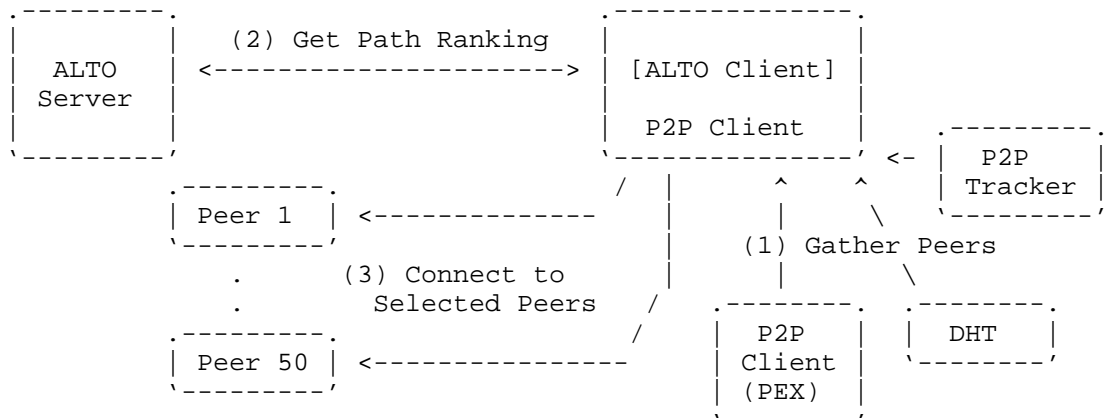 (2) Get Path Ranking
ALTO
Server
[ALTO Client]
P2P Client
P2P
Tracker
Peer 1
(1) Gather Peers
(3) Connect to
Selected Peers
Peer 50
P2P
Client
(PEX)
DHT